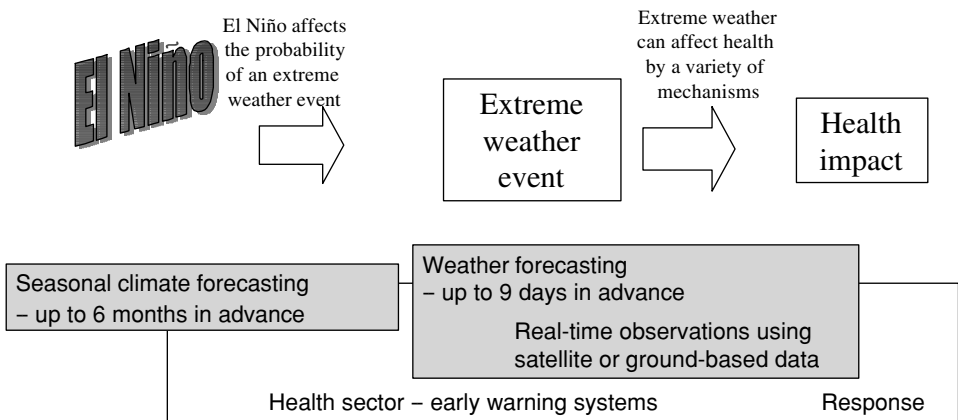 El Niño
El Niño affects
the probability
of an extreme
weather event
Extreme
weather
event
Extreme weather
can affect health
by a variety of
mechanisms
Health
impact
Seasonal climate forecasting
– up to 6 months in advance
Weather forecasting
– up to 9 days in advance
Real-time observations using
satellite or ground-based data
Health sector – early warning systems
Response